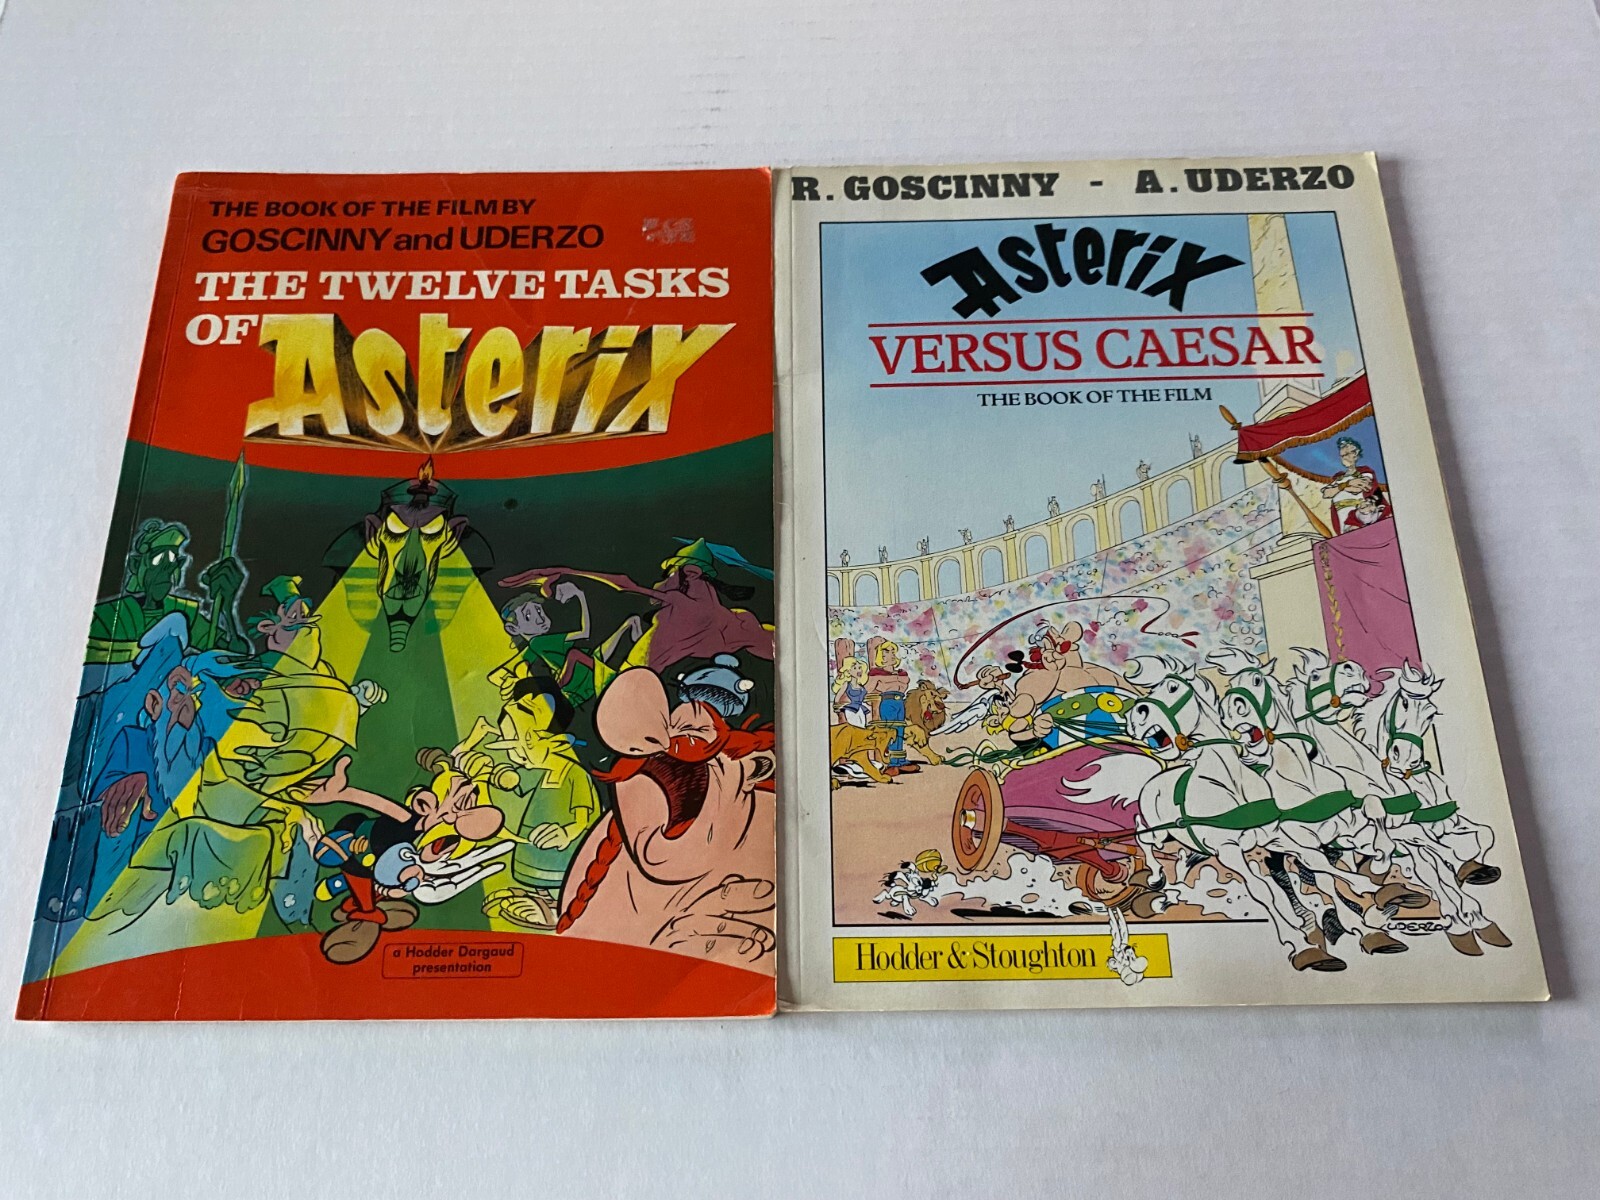 THE BOOK OF THE FILM BY
GOSCINNY and UDERZO
THE TWELVE TASKS
OF Asterix
a Hodder Dargaud
presentation
R. GOSCINNY - A. UDERZO
Asterix
VERSUS CAESAR
THE BOOK OF THE FILM
UDERZO
Hodder & Stoughton